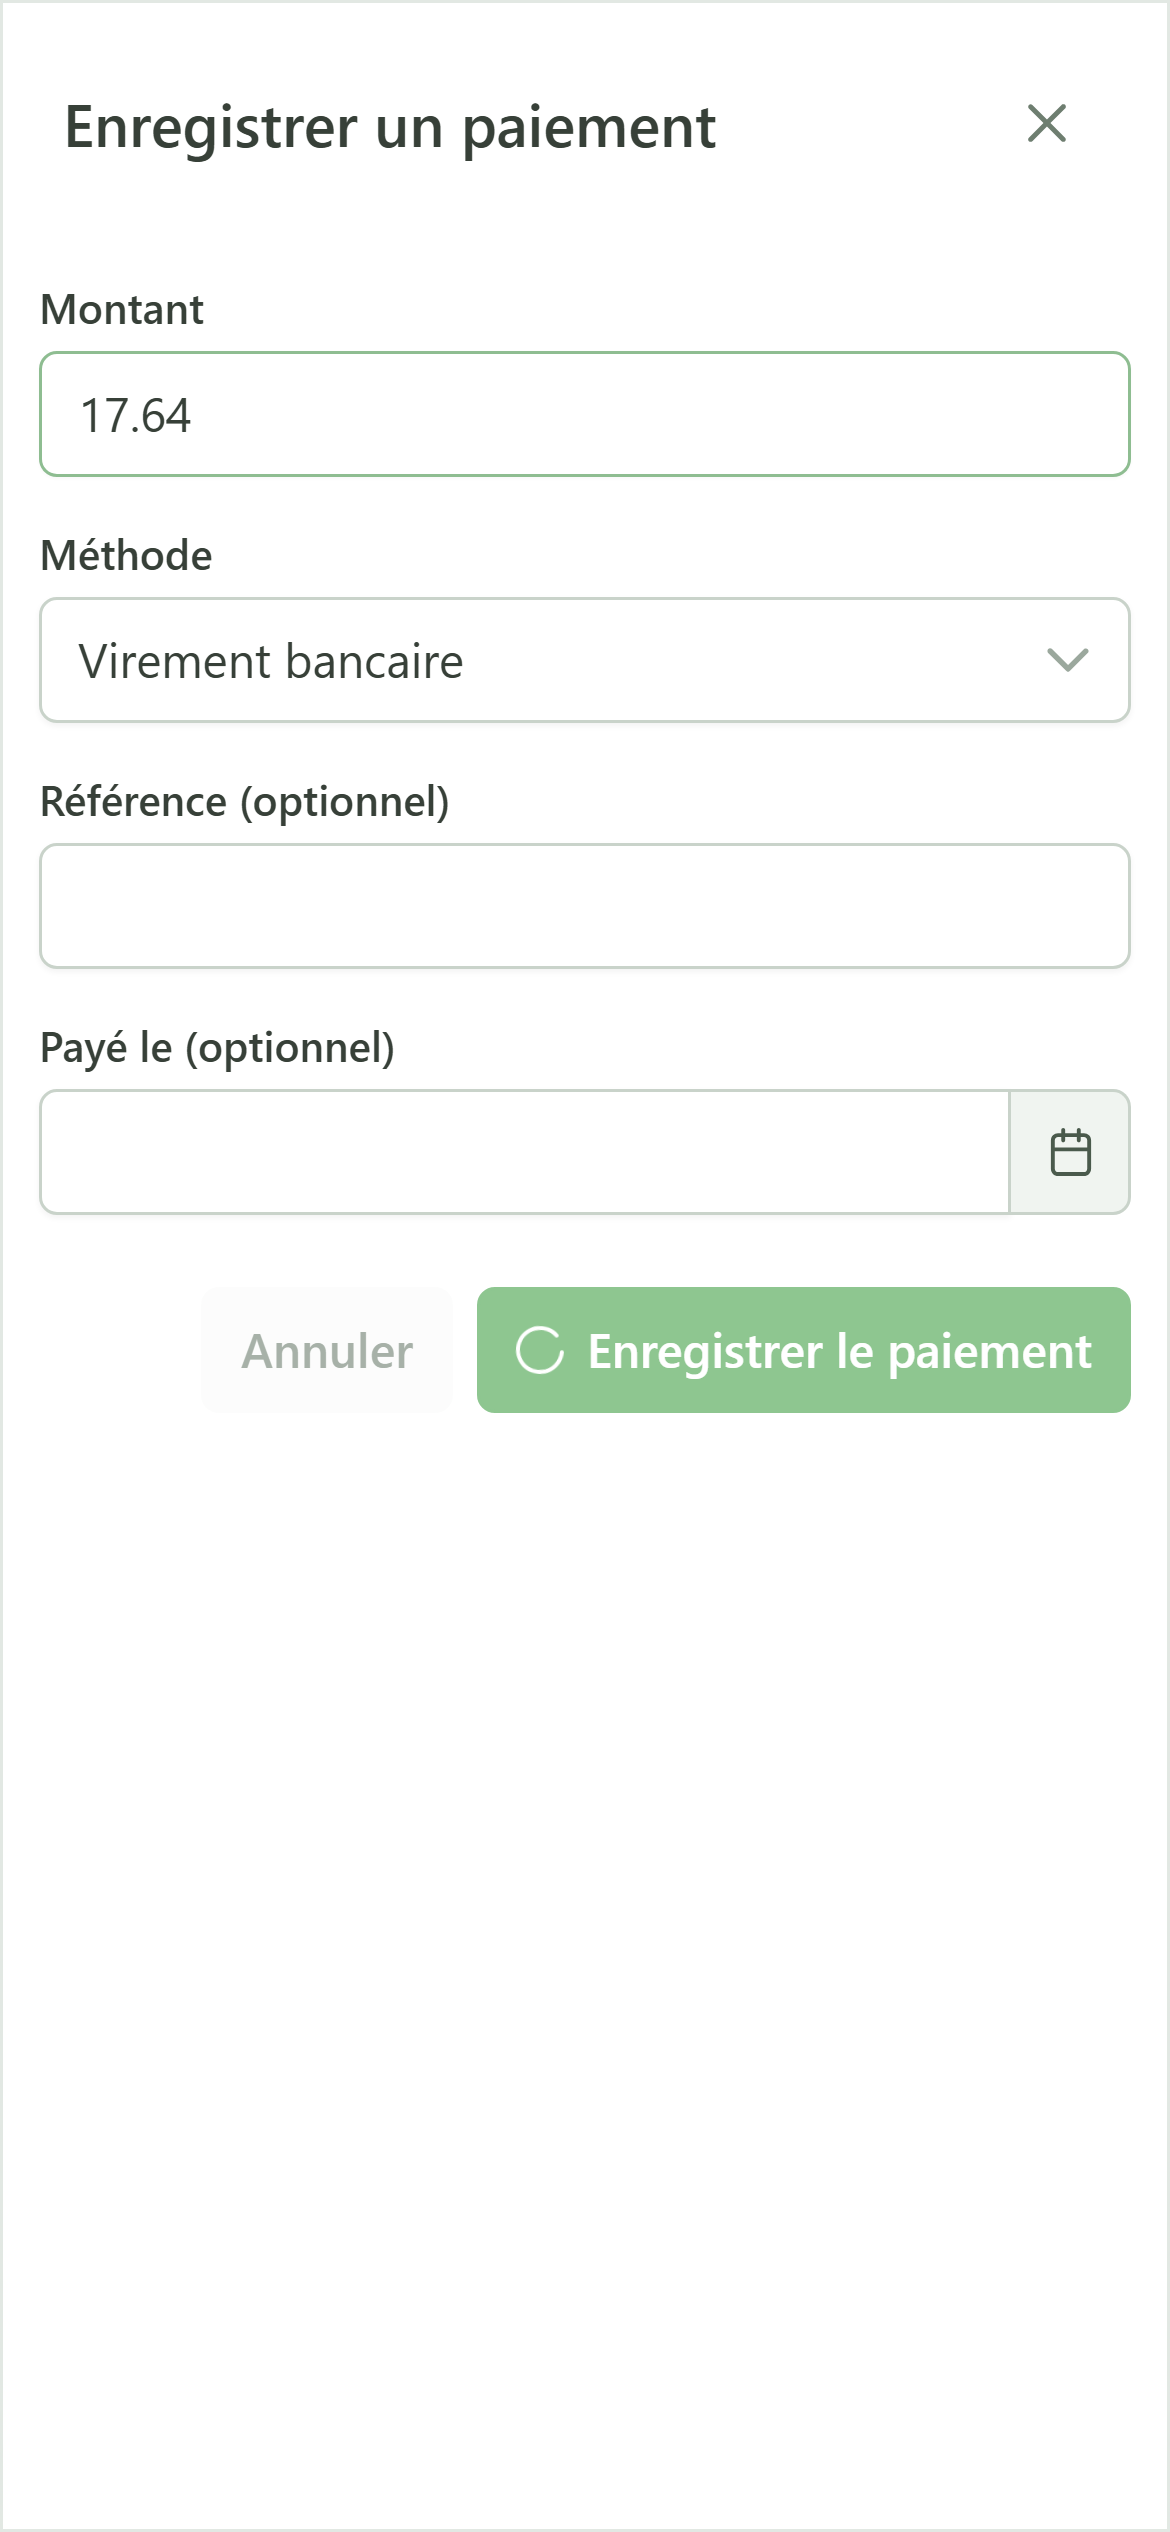 Enregistrer un paiement
Montant
17.64
Méthode
Virement bancaire
Référence (optionnel)
Payé le (optionnel)
Annuler
Enregistrer le paiement